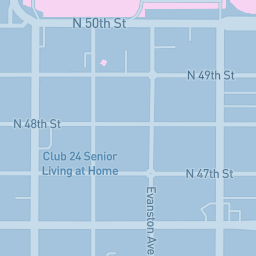 N 50th St
N 49th St
N 48th St
Club 24 Senior
Living at Home
N 47th St
Evanston Ave